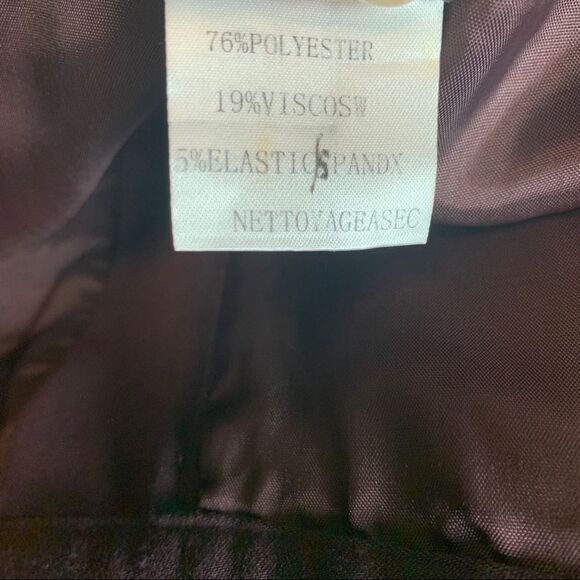 76%POLYESTER
19%VISCOSW
5%ELASTIC/SPANDX
NETTOYAGEASEC